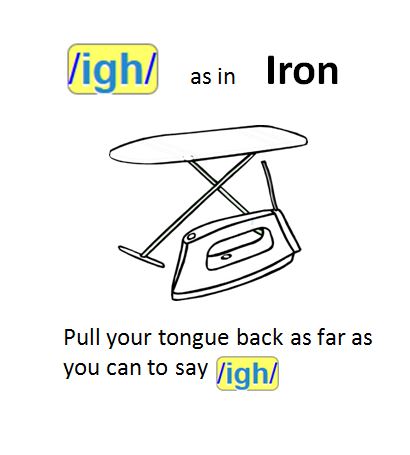 /igh/ as in Iron
Pull your tongue back as far as
you can to say /igh/